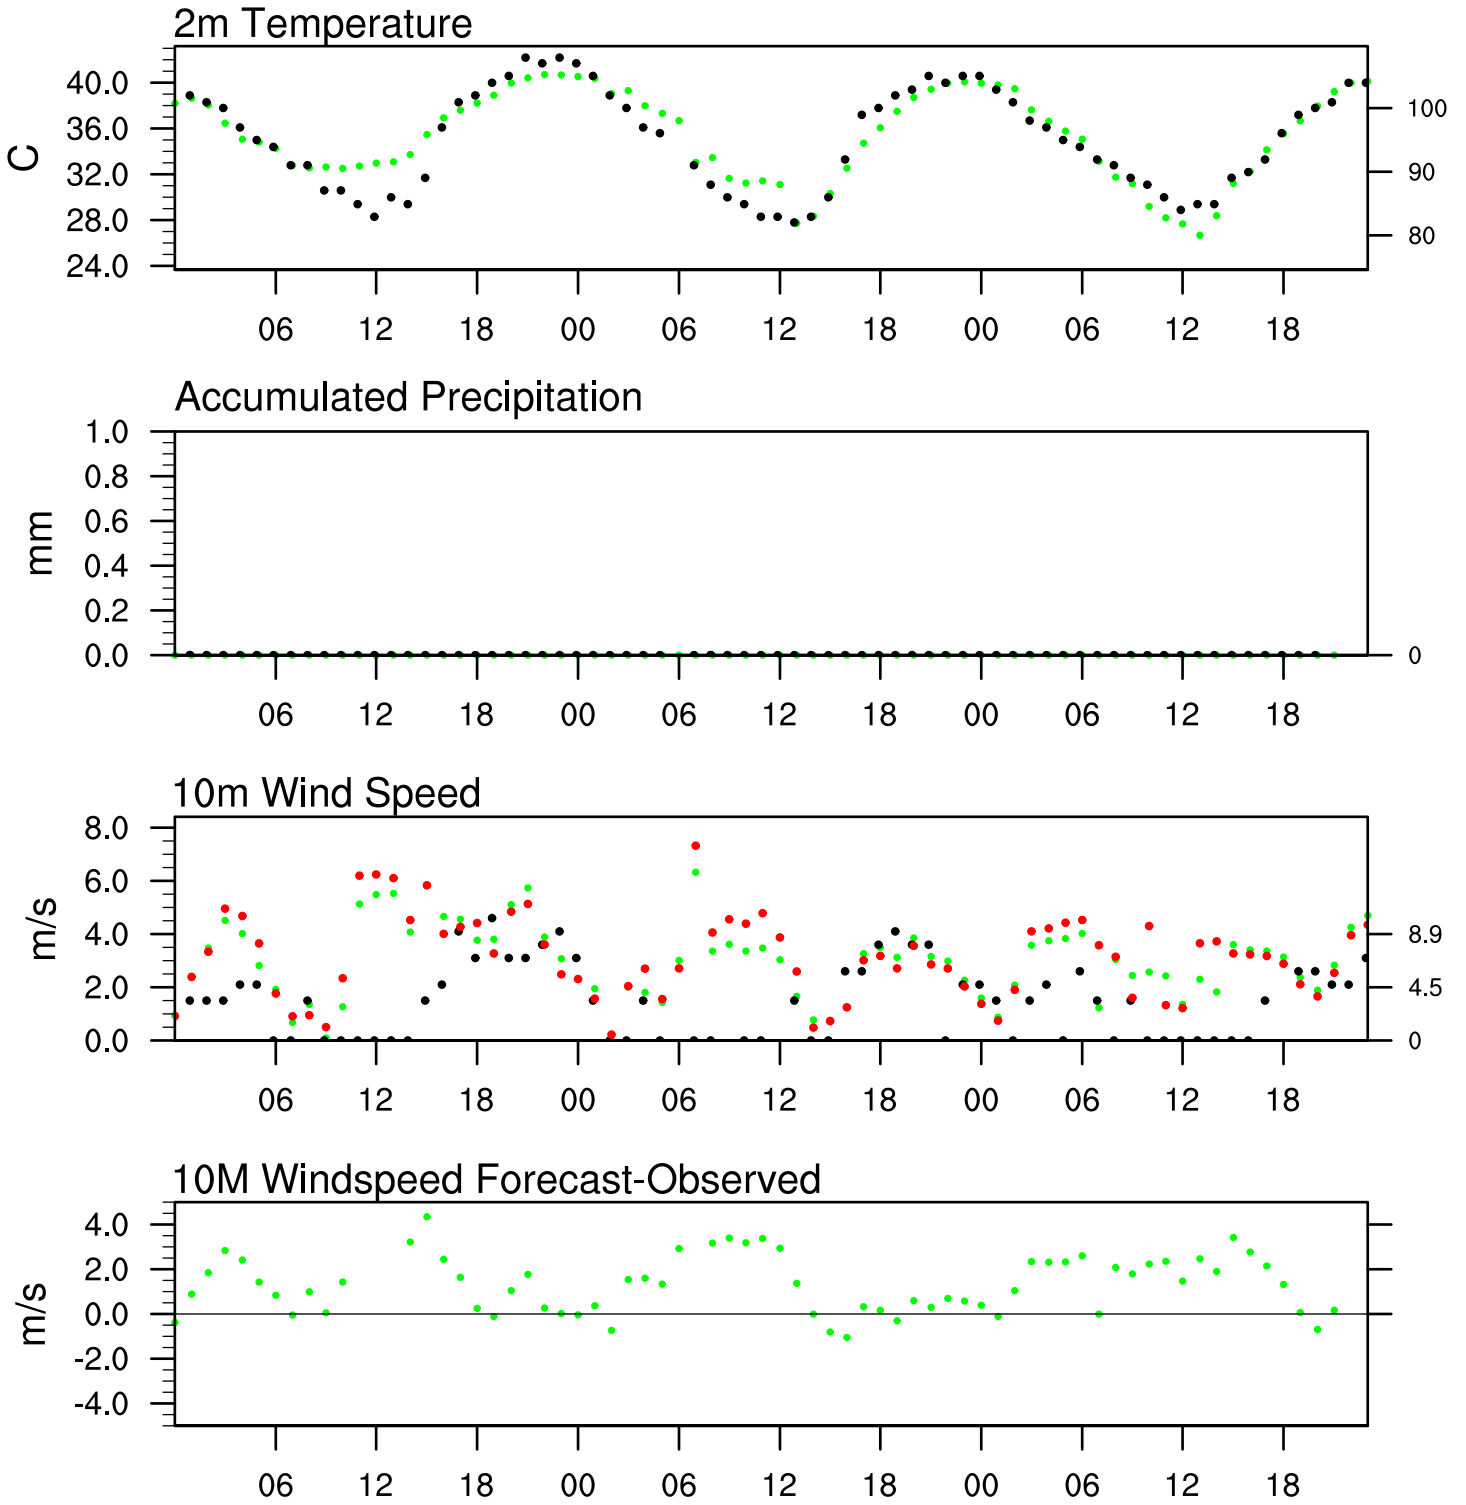 2m Temperature
C
40.0
36.0
32.0
28.0
24.0
100
90
80
06 12 18 00 06 12 18 00 06 12 18
Accumulated Precipitation
mm
1.0
0.8
0.6
0.4
0.2
0.0
0
06 12 18 00 06 12 18 00 06 12 18
10m Wind Speed
m/s
8.0
6.0
4.0
2.0
0.0
8.9
4.5
0
06 12 18 00 06 12 18 00 06 12 18
10M Windspeed Forecast-Observed
m/s
4.0
2.0
0.0
-2.0
-4.0
06 12 18 00 06 12 18 00 06 12 18